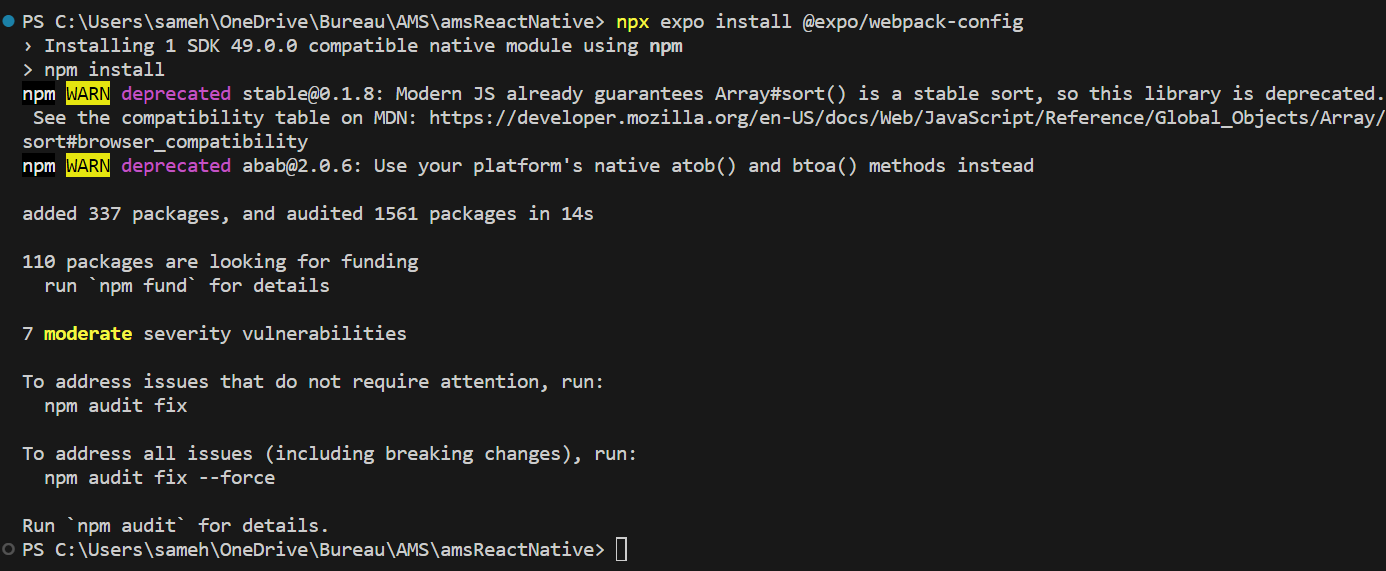 PS C:\Users\sameh\OneDrive\Bureau\AMS\amsReactNative> npx expo install @expo/webpack-config
› Installing 1 SDK 49.0.0 compatible native module using npm
> npm install
npm WARN deprecated stable@0.1.8: Modern JS already guarantees Array#sort() is a stable sort, so this library is deprecated.
See the compatibility table on MDN: https://developer.mozilla.org/en-US/docs/Web/JavaScript/Reference/Global_Objects/Array/
sort#browser_compatibility
npm WARN deprecated abab@2.0.6: Use your platform's native atob() and btoa() methods instead
added 337 packages, and audited 1561 packages in 14s
110 packages are looking for funding
run `npm fund` for details
7 moderate severity vulnerabilities
To address issues that do not require attention, run:
npm audit fix
To address all issues (including breaking changes), run:
npm audit fix --force
Run `npm audit` for details.
PS C:\Users\sameh\OneDrive\Bureau\AMS\amsReactNative>